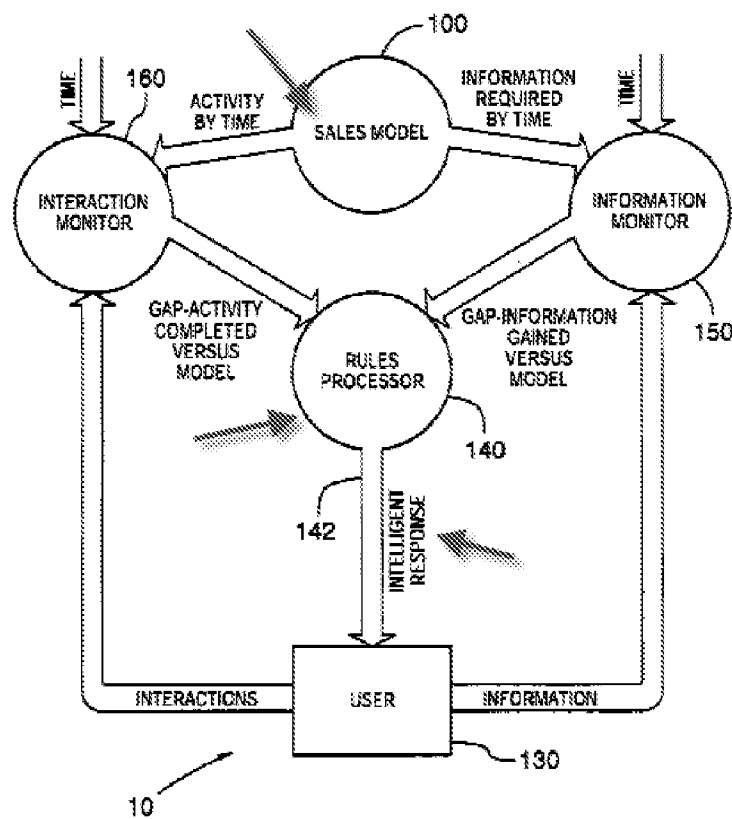 100
160
TIME
ACTIVITY
BY TIME
SALES MODEL
INFORMATION
REQUIRED
BY TIME
TIME
INTERACTION
MONITOR
INFORMATION
MONITOR
150
GAP-ACTIVITY
COMPLETED
VERSUS
MODEL
RULES
PROCESSOR
GAP-INFORMATION
GAINED
VERSUS
MODEL
140
142
INTELLIGENT
RESPONSE
INTERACTIONS
USER
INFORMATION
130
10